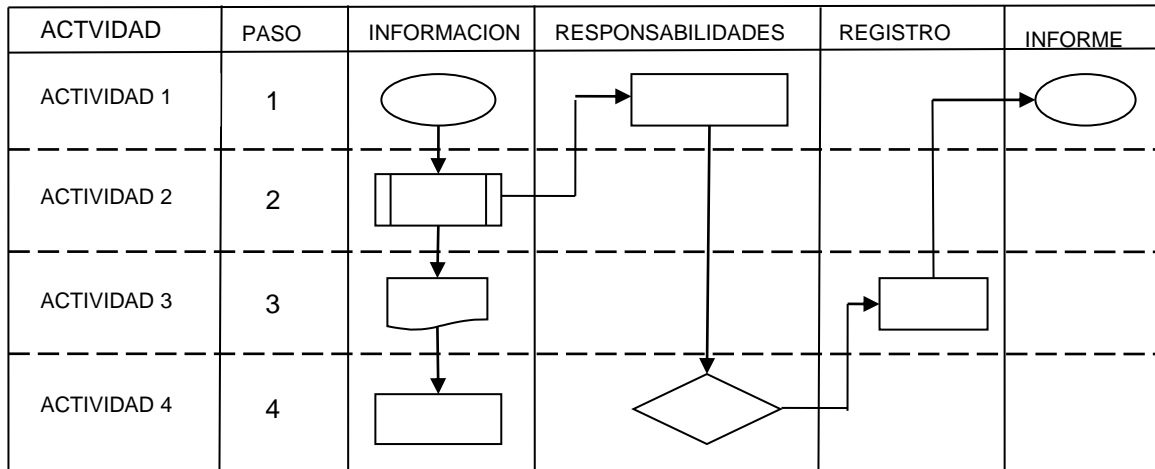 ACTVIDAD PASO INFORMACION RESPONSABILIDADES REGISTRO INFORME
ACTIVIDAD 1 1
ACTIVIDAD 2 2
ACTIVIDAD 3 3
ACTIVIDAD 4 4